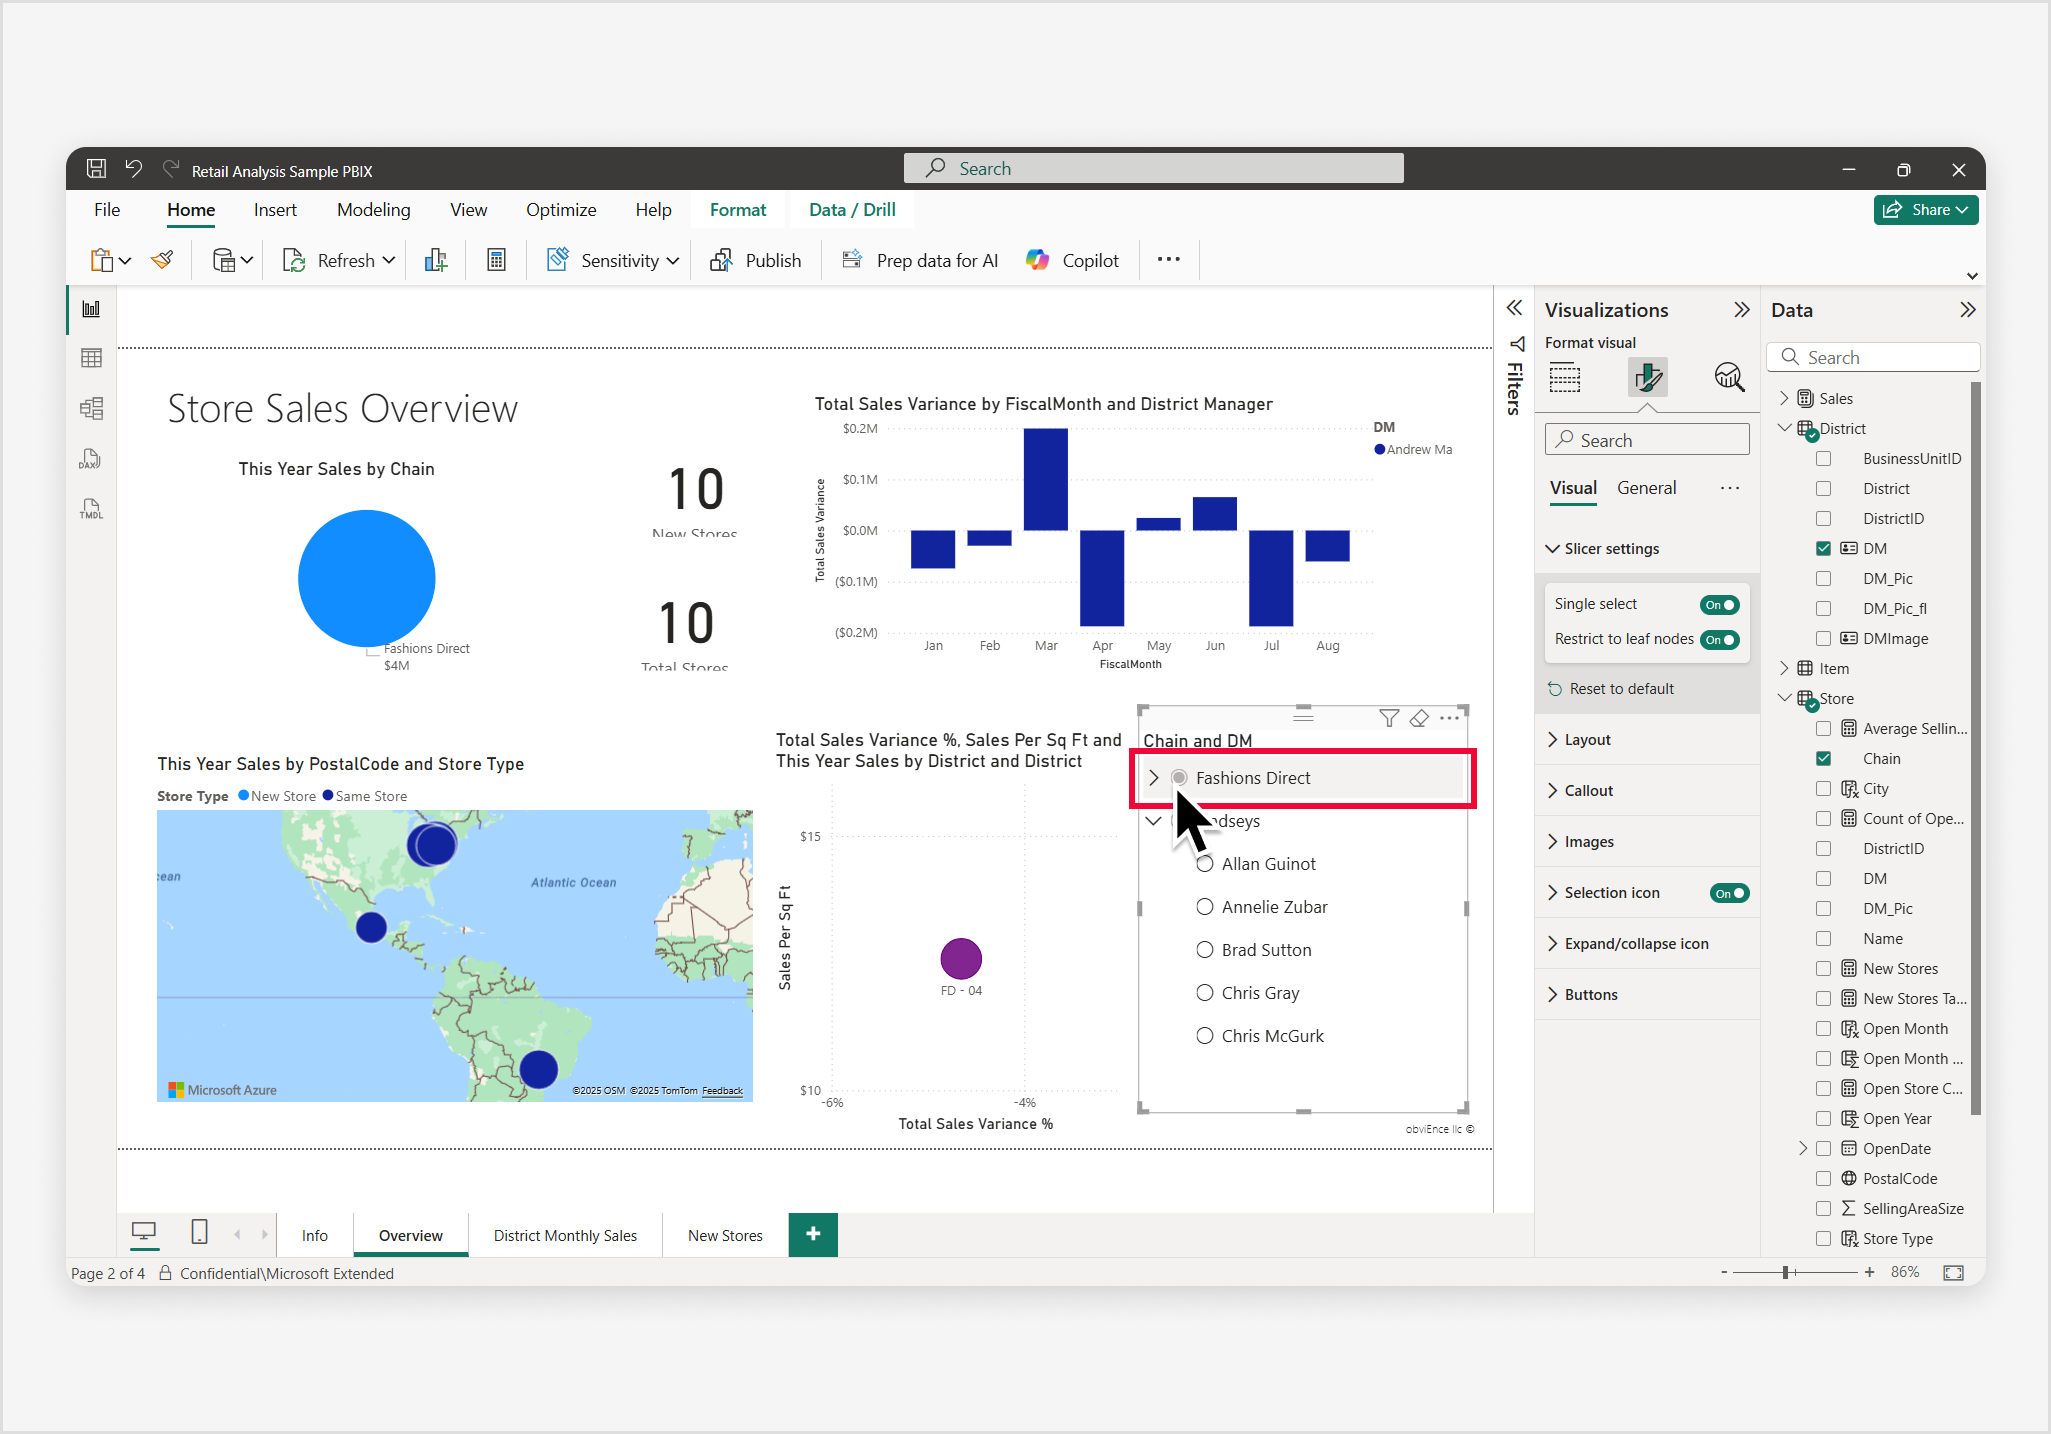 Retail Analysis Sample PBIX
Search
File Home Insert Modeling View Optimize Help Format Data / Drill
Share
Refresh
Sensitivity
Publish
Prep data for AI
Copilot
DAX
TMDL
Store Sales Overview
This Year Sales by Chain
Fashions Direct
$4M
10
New Stores
10
Total Stores
Total Sales Variance by FiscalMonth and District Manager
Total Sales Variance
$0.2M
$0.1M
$0.0M
($0.1M)
($0.2M)
Jan Feb Mar Apr May Jun Jul Aug
FiscalMonth
DM
Andrew Ma
This Year Sales by PostalCode and Store Type
Store Type New Store Same Store
cean
Atlantic Ocean
Microsoft Azure
©2025 OSM ©2025 TomTom Feedback
Total Sales Variance %, Sales Per Sq Ft and
This Year Sales by District and District
Sales Per Sq Ft
$15
$10
FD - 04
-6% -4%
Total Sales Variance %
Chain and DM
Fashions Direct
dseys
Allan Guinot
Annelie Zubar
Brad Sutton
Chris Gray
Chris McGurk
obviEnce llc ©
Filters
Visualizations
Format visual
Search
Visual General
Slicer settings
Single select On
Restrict to leaf nodes On
Reset to default
Layout
Callout
Images
Selection icon On
Expand/collapse icon
Buttons
Data
Search
Sales
District
BusinessUnitID
District
DistrictID
DM
DM_Pic
DM_Pic_fl
DMImage
Item
Store
Average Sellin...
Chain
City
Count of Ope...
DistrictID
DM
DM_Pic
Name
New Stores
New Stores Ta...
Open Month
Open Month ...
Open Store C...
Open Year
OpenDate
PostalCode
SellingAreaSize
Store Type
Info Overview District Monthly Sales New Stores +
Page 2 of 4 Confidential\Microsoft Extended
- + 86%